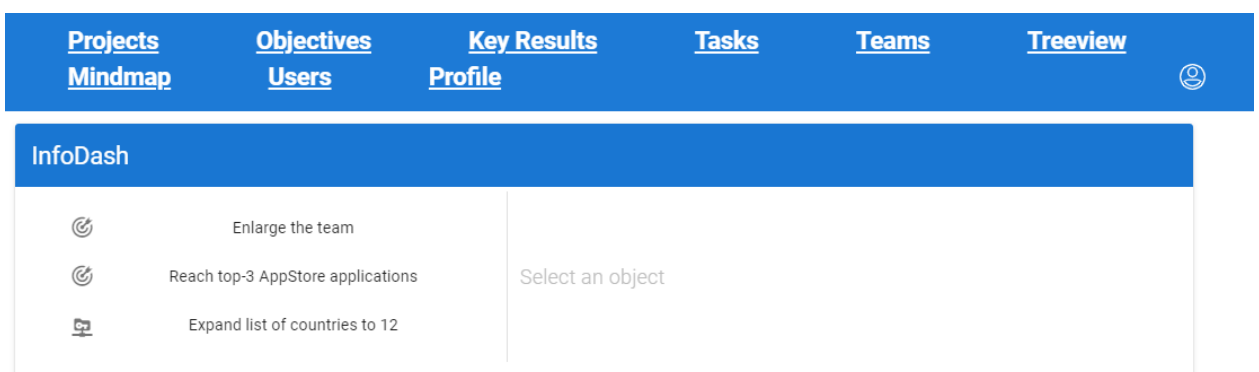 Projects Objectives Key Results Tasks Teams Treeview
Mindmap Users Profile
InfoDash
Enlarge the team
Reach top-3 AppStore applications
Select an object
Expand list of countries to 12